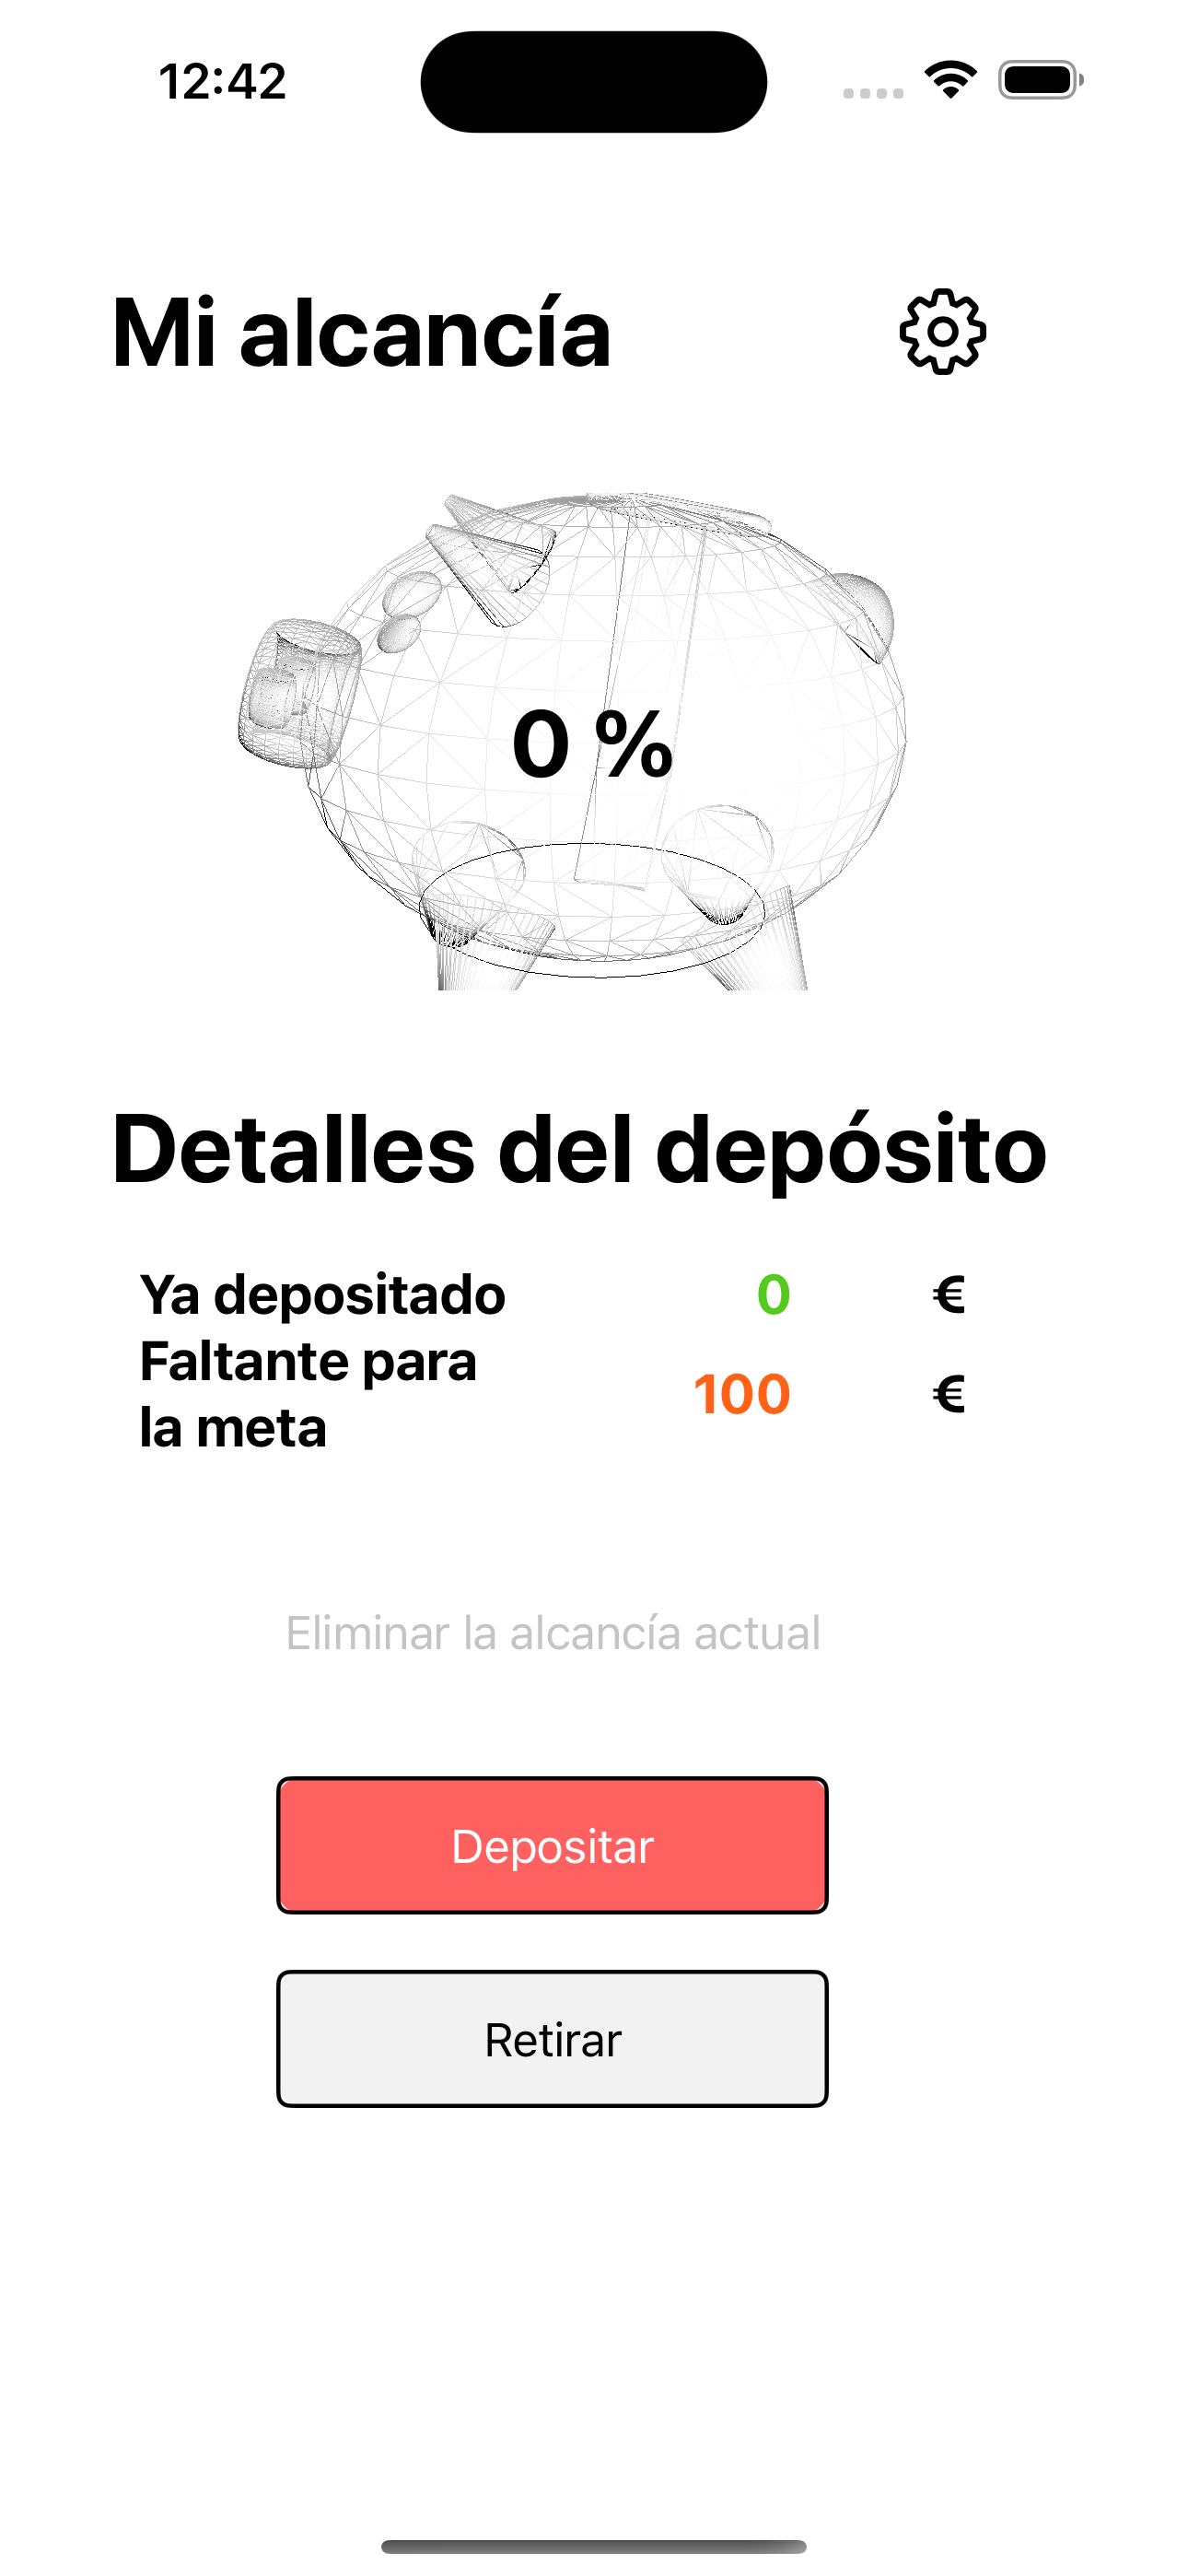 12:42
Mi alcancía
0 %
Detalles del depósito
Ya depositado 0 €
Faltante para
la meta 100 €
Eliminar la alcancía actual
Depositar
Retirar